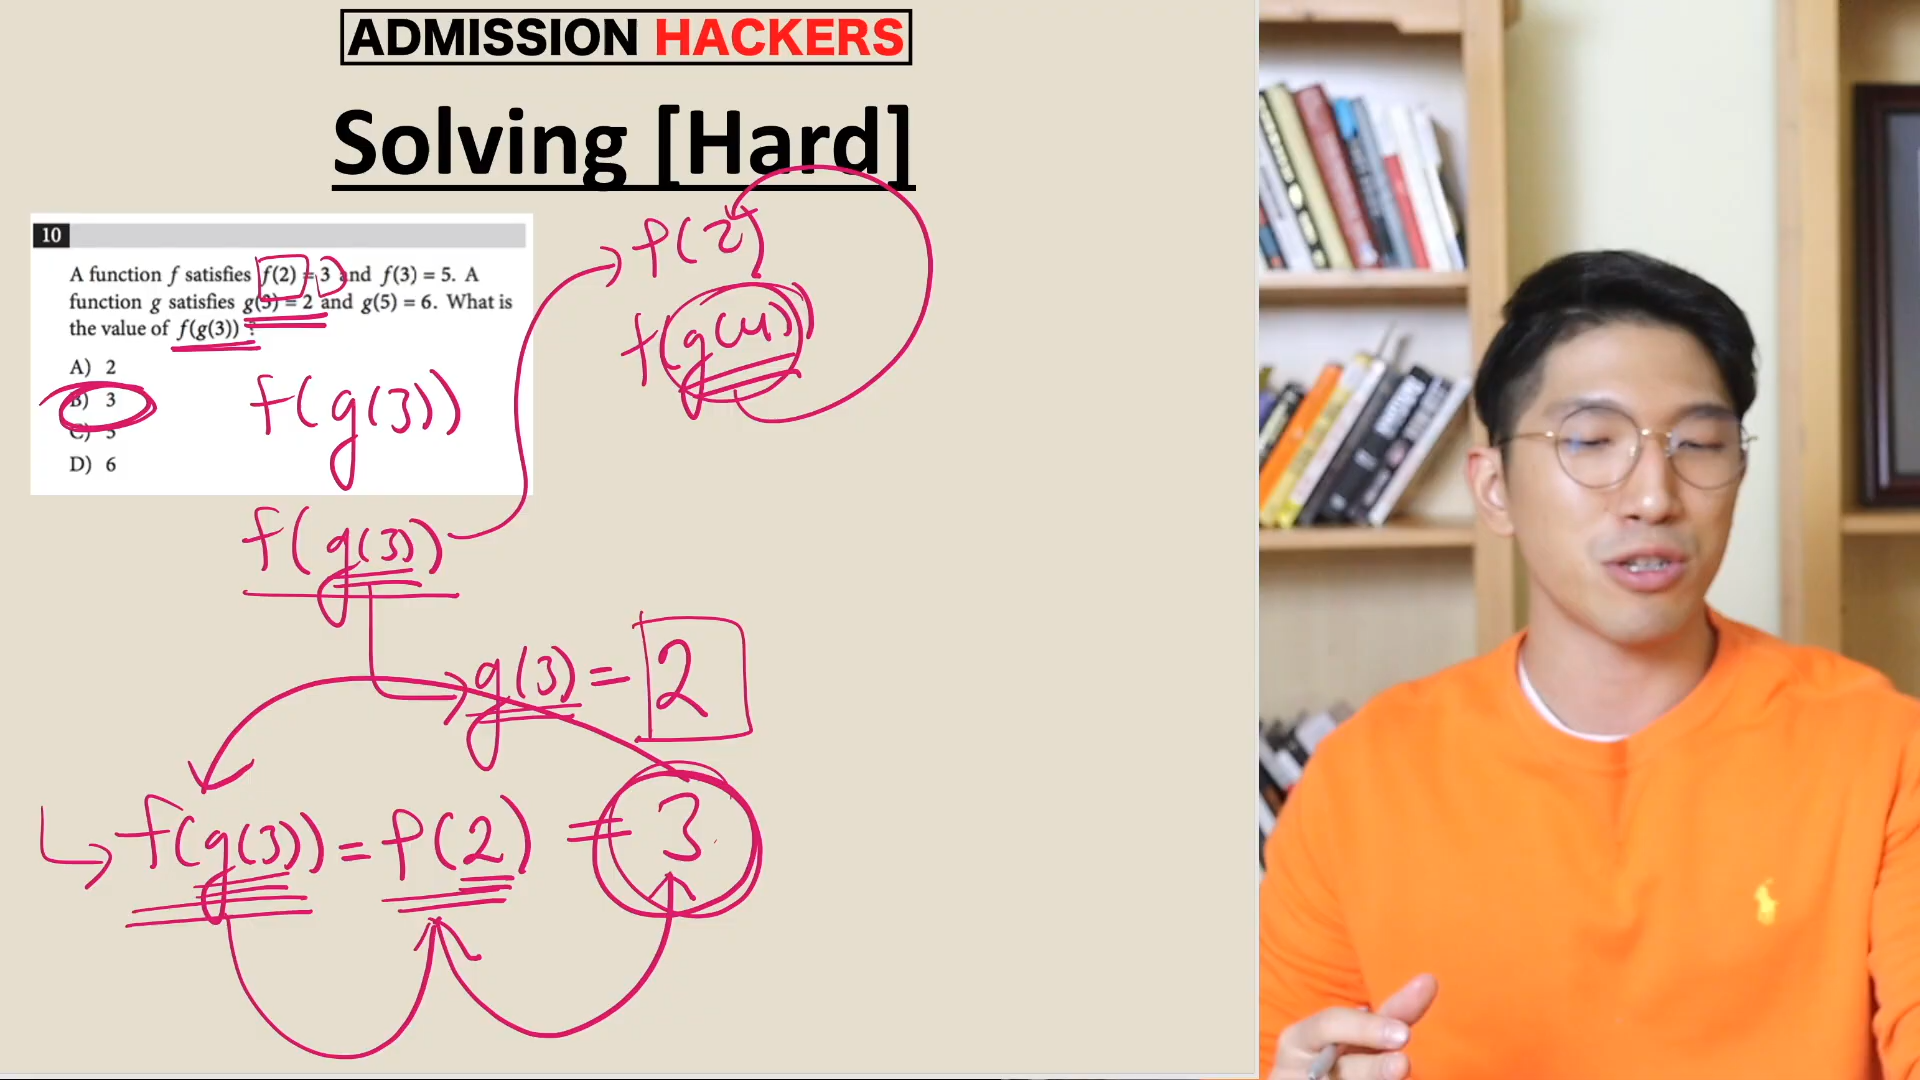 ADMISSION HACKERS
Solving [Hard]
10
A function f satisfies f(2) = 3 and f(3) = 5. A
function g satisfies g(3) = 2 and g(5) = 6. What is
the value of f(g(3)) ?
A) 2
B) 3
C) 5
D) 6
f(g(3))
f(2)
f(g(4))
f(g(3))
g(3) = 2
f(g(3)) = f(2) = 3